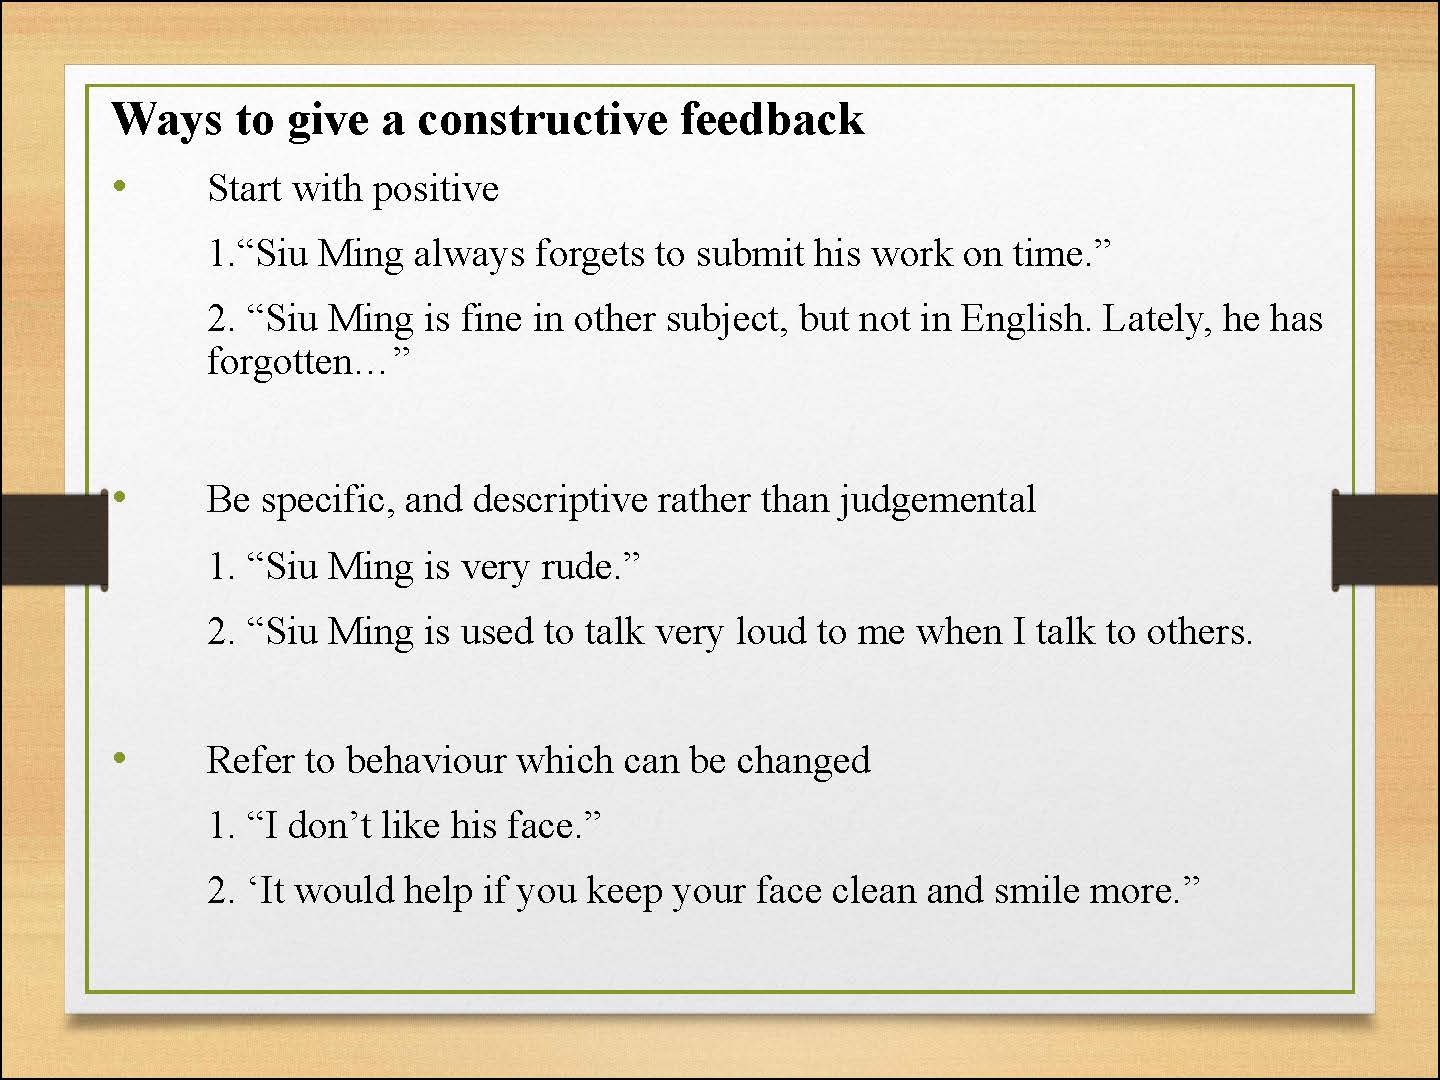 Ways to give a constructive feedback
• Start with positive
1.“Siu Ming always forgets to submit his work on time.”
2. “Siu Ming is fine in other subject, but not in English. Lately, he has
forgotten…”
• Be specific, and descriptive rather than judgemental
1. “Siu Ming is very rude.”
2. “Siu Ming is used to talk very loud to me when I talk to others.
• Refer to behaviour which can be changed
1. “I don’t like his face.”
2. ‘It would help if you keep your face clean and smile more.”